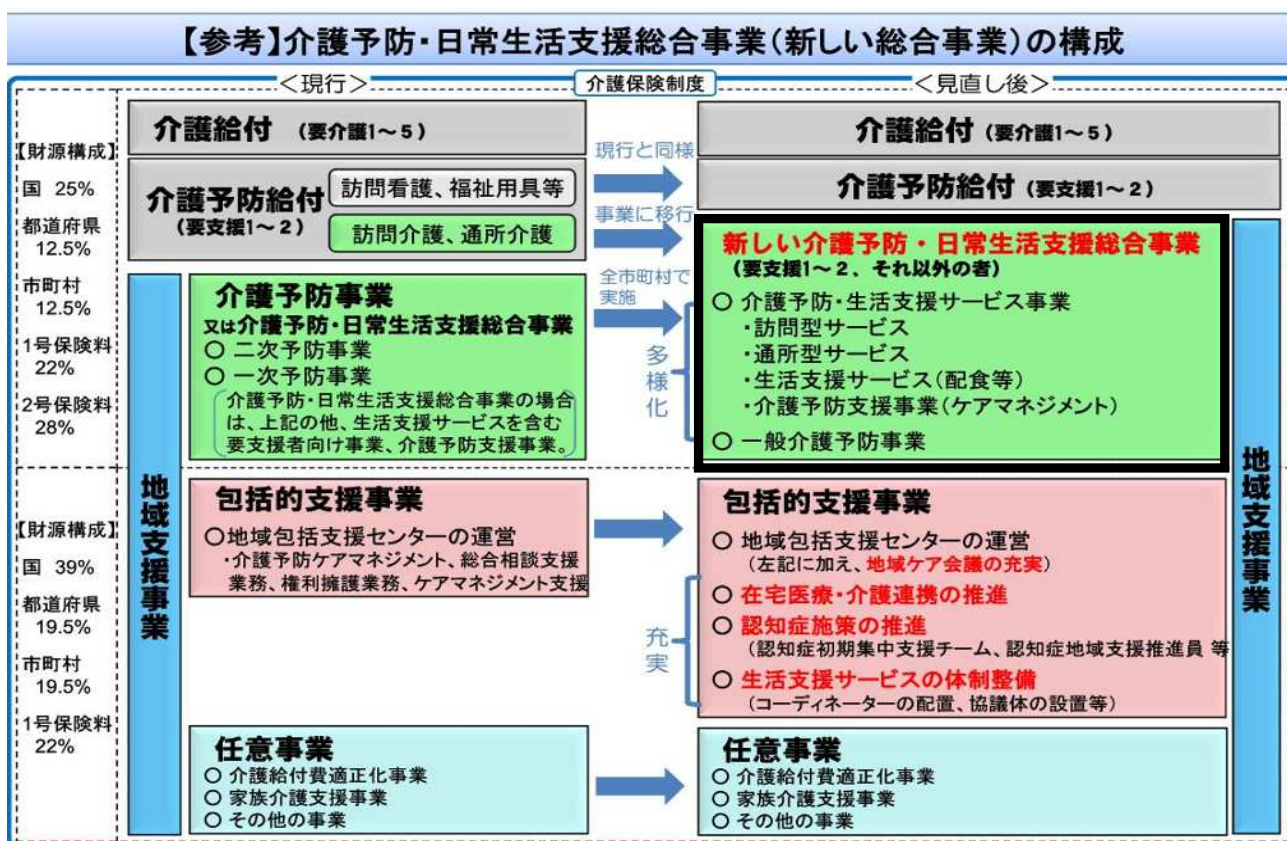 【参考】介護予防・日常生活支援総合事業(新しい総合事業)の構成
<現行>
介護保険制度
<見直し後>
【財源構成】
国 25%
都道府県
12.5%
市町村
12.5%
1号保険料
22%
2号保険料
28%
【財源構成】
国 39%
都道府県
19.5%
市町村
19.5%
1号保険料
22%
地域支援事業
介護給付 (要介護1~5)
介護予防給付
(要支援1~2)
訪問看護、福祉用具等
訪問介護、通所介護
介護予防事業
又は介護予防・日常生活支援総合事業
○ 二次予防事業
○ 一次予防事業
介護予防・日常生活支援総合事業の場合
は、上記の他、生活支援サービスを含む
要支援者向け事業、介護予防支援事業。
包括的支援事業
○地域包括支援センターの運営
・介護予防ケアマネジメント、総合相談支援
業務、権利擁護業務、ケアマネジメント支援
任意事業
○ 介護給付費適正化事業
○ 家族介護支援事業
○ その他の事業
現行と同様
事業に移行
全市町村で
実施
多様化
充実
介護給付 (要介護1~5)
介護予防給付 (要支援1~2)
新しい介護予防・日常生活支援総合事業
(要支援1~2、それ以外の者)
○ 介護予防・生活支援サービス事業
・訪問型サービス
・通所型サービス
・生活支援サービス(配食等)
・介護予防支援事業(ケアマネジメント)
○ 一般介護予防事業
包括的支援事業
○ 地域包括支援センターの運営
(左記に加え、地域ケア会議の充実)
○ 在宅医療・介護連携の推進
○ 認知症施策の推進
(認知症初期集中支援チーム、認知症地域支援推進員 等
○ 生活支援サービスの体制整備
(コーディネーターの配置、協議体の設置等)
任意事業
○ 介護給付費適正化事業
○ 家族介護支援事業
○ その他の事業
地域支援事業